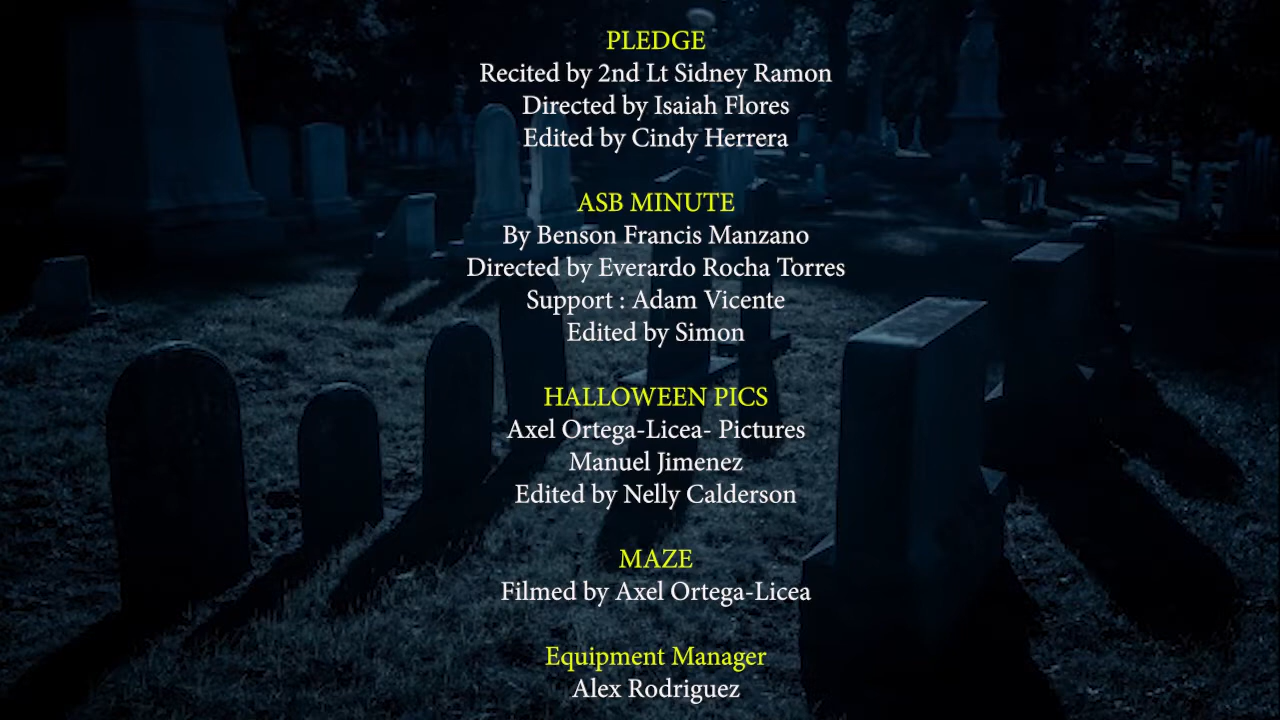 PLEDGE
Recited by 2nd Lt Sidney Ramon
Directed by Isaiah Flores
Edited by Cindy Herrera
ASB MINUTE
By Benson Francis Manzano
Directed by Everardo Rocha Torres
Support : Adam Vicente
Edited by Simon
HALLOWEEN PICS
Axel Ortega-Licea- Pictures
Manuel Jimenez
Edited by Nelly Calderson
MAZE
Filmed by Axel Ortega-Licea
Equipment Manager
Alex Rodriguez